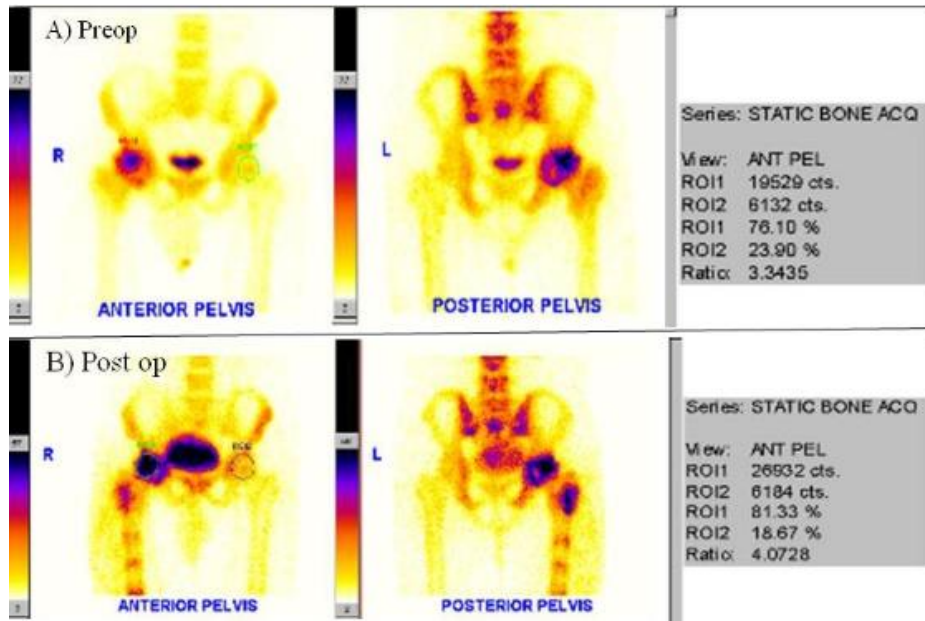 A) Preop
R
L
ANTERIOR PELVIS
POSTERIOR PELVIS
Series: STATIC BONE ACQ
View: ANT PEL
ROI1 19529 cts.
ROI2 6132 cts.
ROI1 76.10 %
ROI2 23.90 %
Ratio: 3.3435
B) Post op
R
L
ANTERIOR PELVIS
POSTERIOR PELVIS
Series: STATIC BONE ACQ
View: ANT PEL
ROI1 26932 cts.
ROI2 6184 cts.
ROI1 81.33 %
ROI2 18.67 %
Ratio: 4.0728